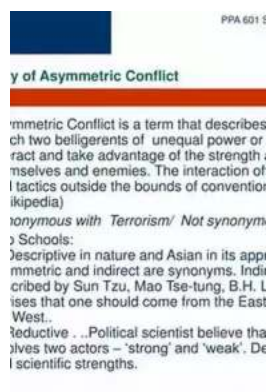 PPA 601 S
y of Asymmetric Conflict
mmetric Conflict is a term that describes
ch two belligerents of unequal power or
ract and take advantage of the strength
mselves and enemies. The interaction of
tactics outside the bounds of convention
ikipedia)
onymous with Terrorism/ Not synonym
Schools:
Descriptive in nature and Asian in its appr
mmetric and indirect are synonyms. Indi
cribed by Sun Tzu, Mao Tse-tung, B.H. L
ises that one should come from the East
West..
Reductive . ..Political scientist believe tha
olves two actors – ‘strong’ and ‘weak’. De
scientific strengths.